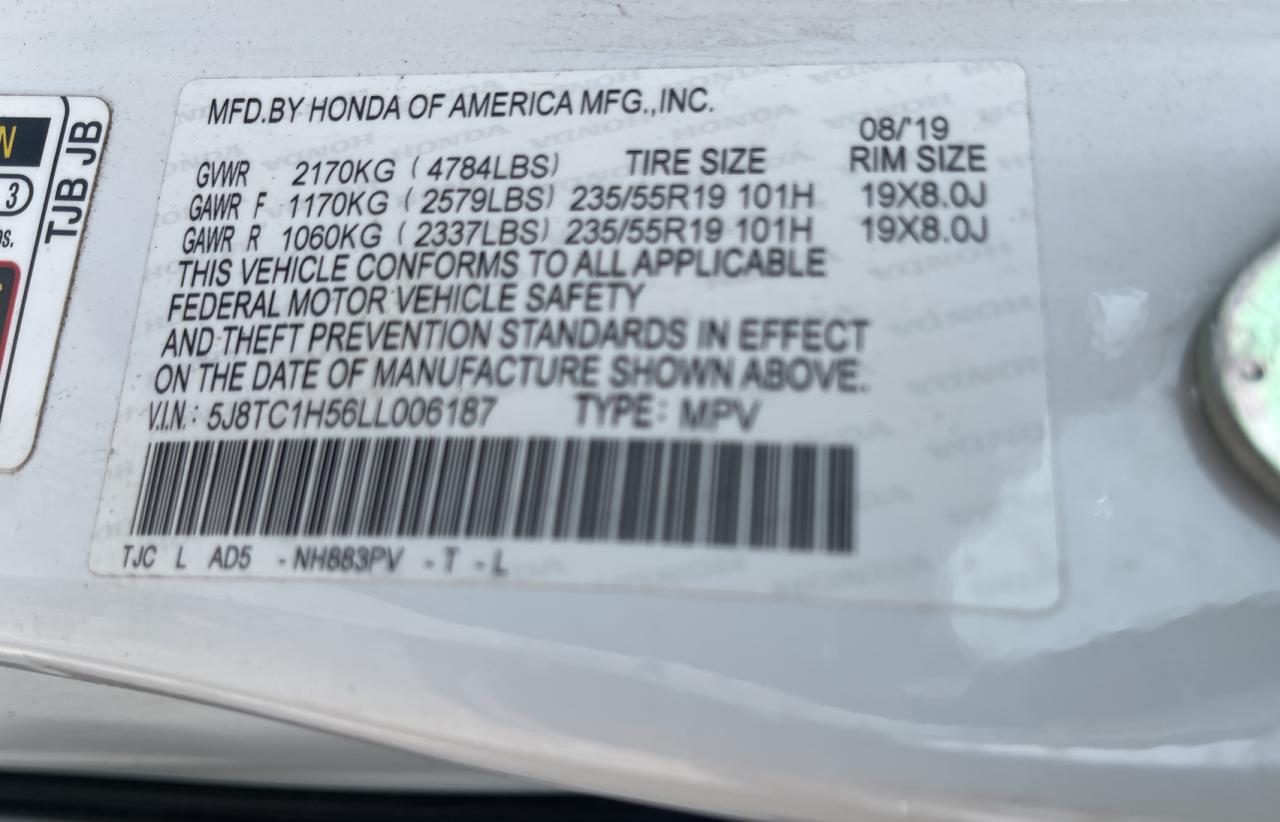 MFD.BY HONDA OF AMERICA MFG.,INC.
08/'19
GVWR 2170KG ( 4784LBS) TIRE SIZE RIM SIZE
GAWR F 1170KG ( 2579LBS) 235/55R19 101H 19X8.0J
GAWR R 1060KG ( 2337LBS) 235/55R19 101H 19X8.0J
THIS VEHICLE CONFORMS TO ALL APPLICABLE
FEDERAL MOTOR VEHICLE SAFETY
AND THEFT PREVENTION STANDARDS IN EFFECT
ON THE DATE OF MANUFACTURE SHOWN ABOVE.
V.I.N.: 5J8TC1H56LL006187 TYPE: MPV
TJC L AD5 -NH883PV -T -L
TJB JB
N
3